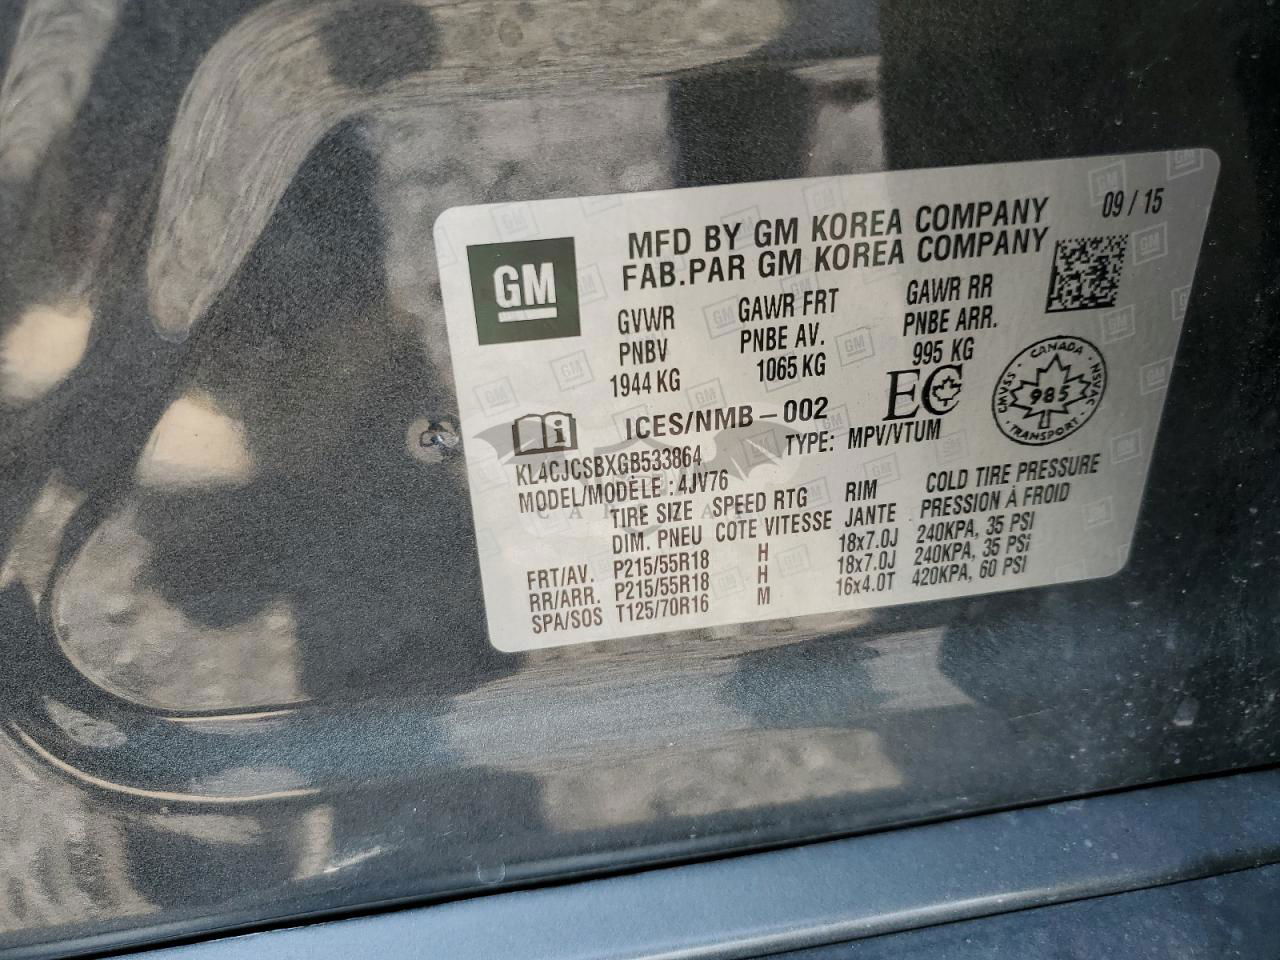 MFD BY GM KOREA COMPANY 09 / 15
FAB.PAR GM KOREA COMPANY
GM
GVWR GAWR FRT GAWR RR
PNBV PNBE AV. PNBE ARR.
1944 KG 1065 KG 995 KG
EC
CANADA
CMVSS 985 NSVAC
TRANSPORT
ICES/NMB-002
KL4CJCSBXGB533864 TYPE: MPV/VTUM
MODEL/MODÈLE : 4JV76
TIRE SIZE SPEED RTG RIM COLD TIRE PRESSURE
DIM. PNEU COTE VITESSE JANTE PRESSION À FROID
FRT/AV. P215/55R18 H 18x7.0J 240KPA, 35 PSI
RR/ARR. P215/55R18 H 18x7.0J 240KPA, 35 PSI
SPA/SOS T125/70R16 M 16x4.0T 420KPA, 60 PSI